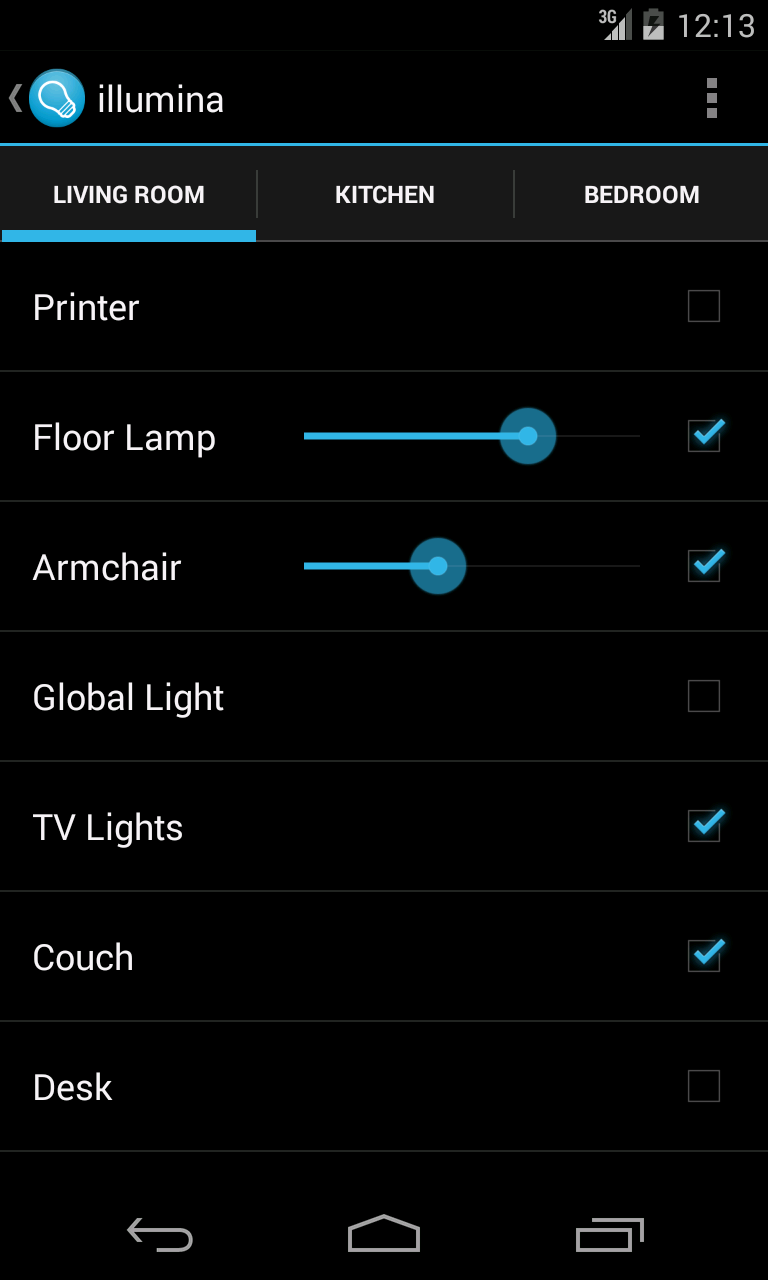 3G 12:13
illumina
LIVING ROOM KITCHEN BEDROOM
Printer
Floor Lamp
Armchair
Global Light
TV Lights
Couch
Desk